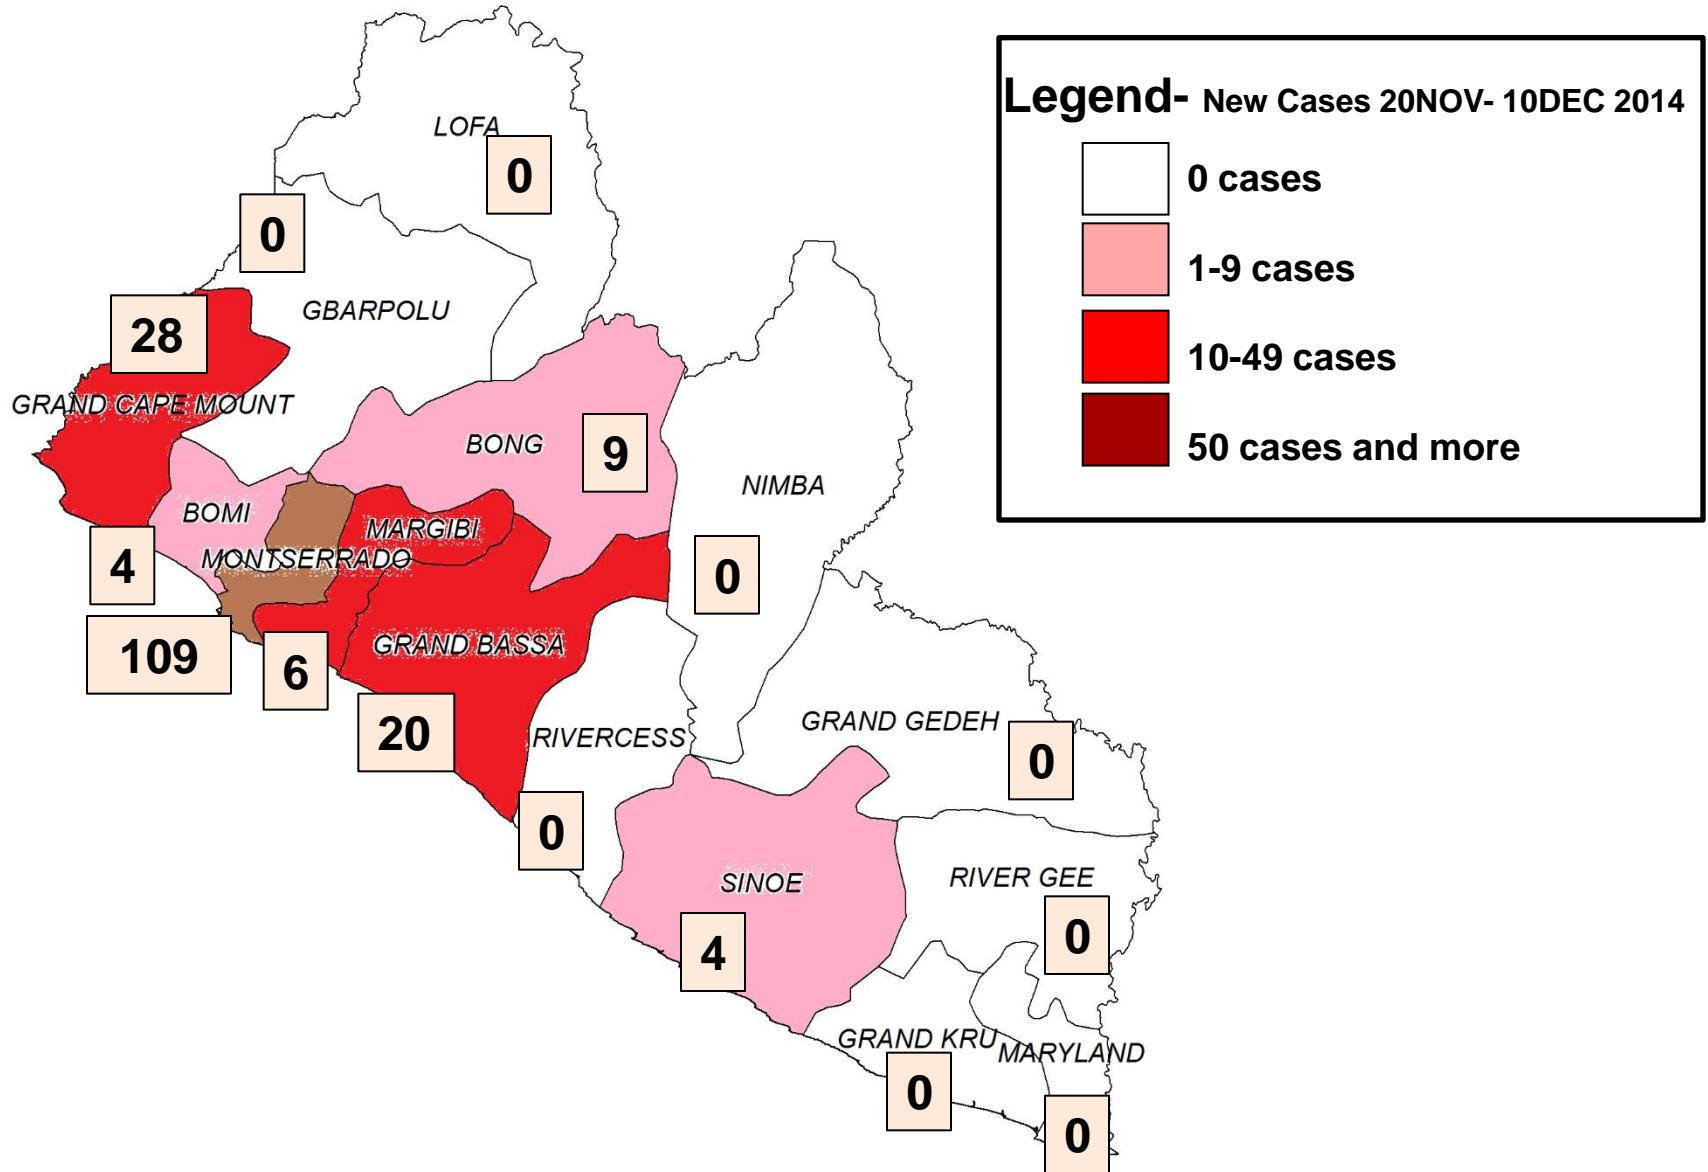 Legend- New Cases 20NOV- 10DEC 2014
0 cases
1-9 cases
10-49 cases
50 cases and more
LOFA
0
0
GBARPOLU
28
GRAND CAPE MOUNT
BONG
9
NIMBA
0
BOMI
4
MARGIBI
MONTSERRADO
109
6
GRAND BASSA
20
RIVERCESS
0
GRAND GEDEH
0
SINOE
4
RIVER GEE
0
GRAND KRU
0
MARYLAND
0